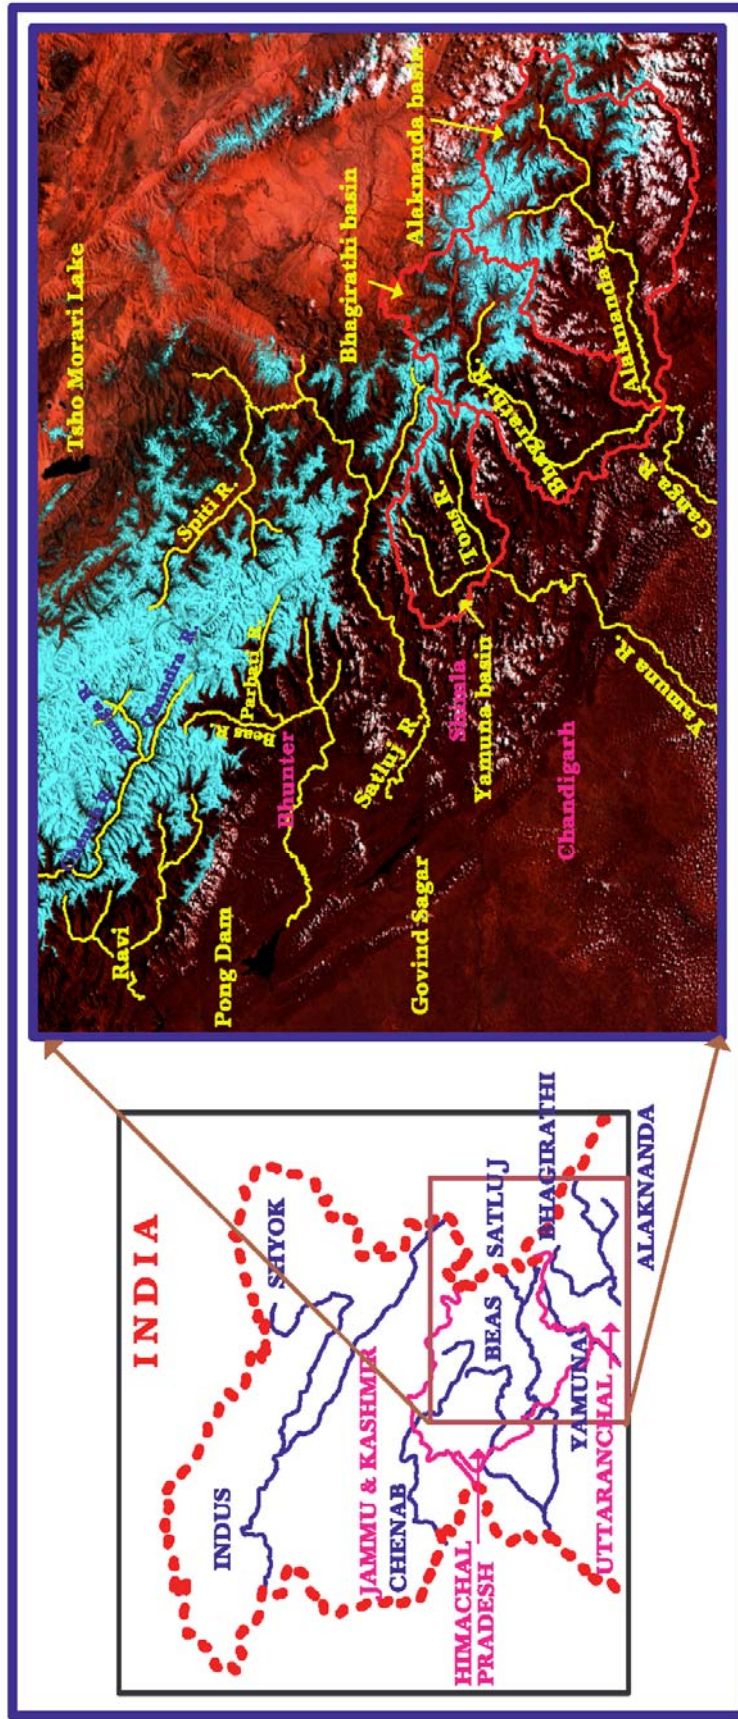 INDIA
SHYOK
INDUS
JAMMU & KASHMIR
CHENAB
HIMACHAL
PRADESH
BEAS
SATLUJ
BHAGIRATHI
YAMUNA
UTTARANCHAL
ALAKNANDA
Tsho Morari Lake
Spiti R.
Chandra R.
Bhaga R.
Ravi
Beas R.
Parbati R.
Bhunter
Pong Dam
Satluj R.
Govind Sagar
Shimla
Yamuna basin
Chandigarh
Tons R.
Yamuna R.
Bhagirathi basin
Alaknanda basin
Bhagirathi R.
Alaknanda R.
Ganga R.